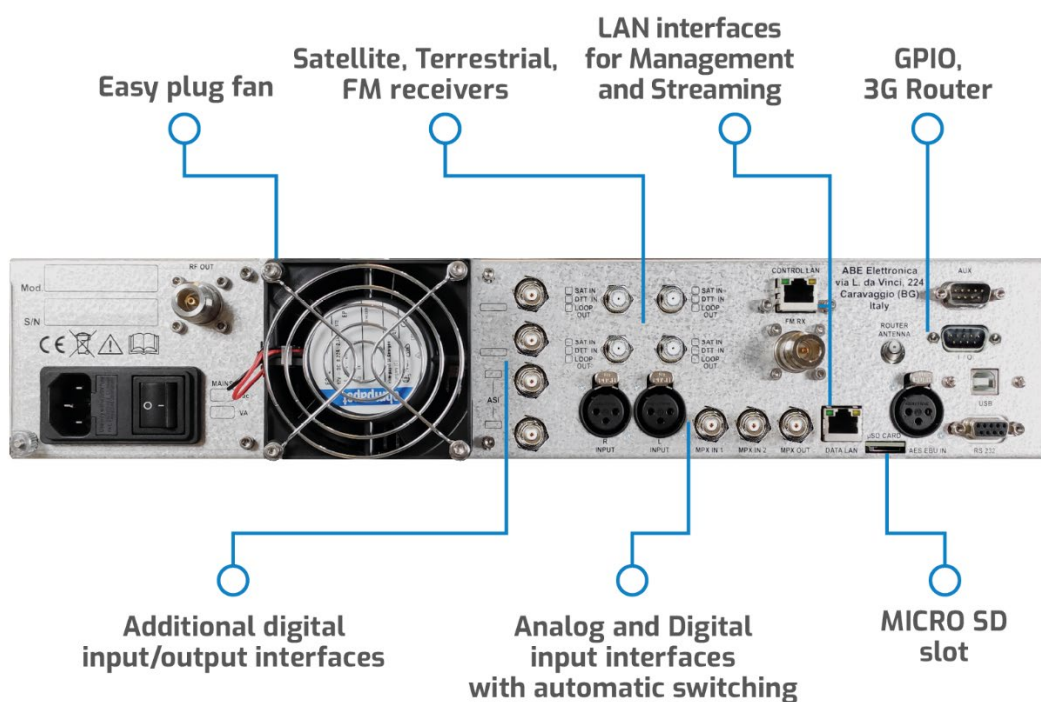 LAN interfaces
for Management
and Streaming
Satellite, Terrestrial,
FM receivers
GPIO,
3G Router
Easy plug fan
RF OUT
Mod.
S/N
CE
MAINS
VA
O I
ASI
SAT IN
DTT IN
LOOP
OUT
SAT IN
DTT IN
LOOP
OUT
SAT IN
DTT IN
LOOP
OUT
SAT IN
DTT IN
LOOP
OUT
R
INPUT
L
INPUT
MPX IN 1
MPX IN 2
MPX OUT
CONTROL LAN
FM RX
DATA LAN
ABE Elettronica
via L. da Vinci, 224
Caravaggio (BG)
Italy
ROUTER
ANTENNA
µSD CARD
AES EBU IN
AUX
I / O
USB
RS 232
Additional digital
input/output interfaces
Analog and Digital
input interfaces
with automatic switching
MICRO SD
slot